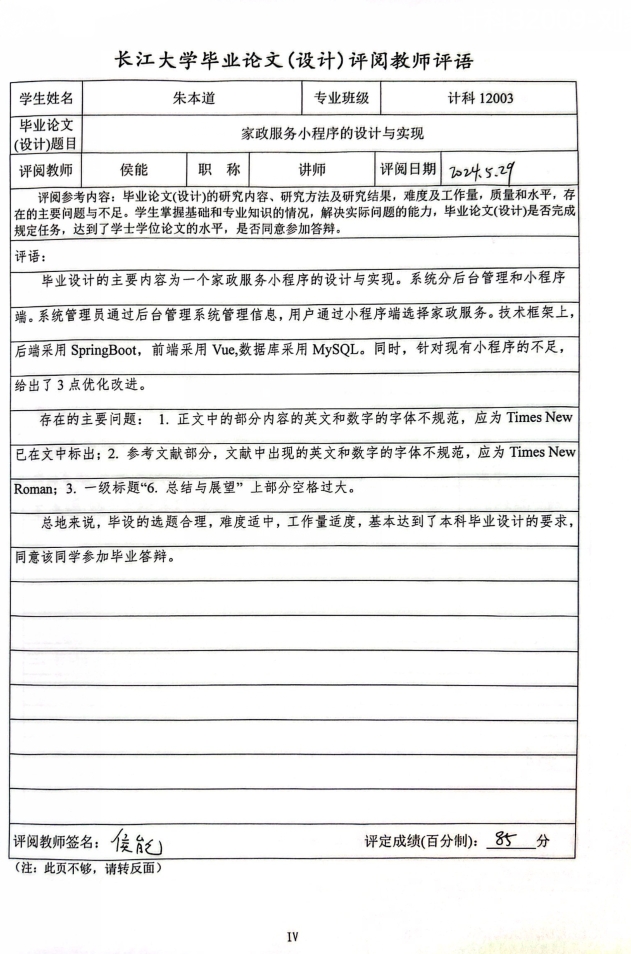 长江大学毕业论文(设计)评阅教师评语
学生姓名 朱本道 专业班级 计科 12003
毕业论文
(设计)题目 家政服务小程序的设计与实现
评阅教师 侯能 职 称 讲师 评阅日期 2024.5.29
评阅参考内容：毕业论文(设计)的研究内容、研究方法及研究结果，难度及工作量，质量和水平，存
在的主要问题与不足。学生掌握基础和专业知识的情况，解决实际问题的能力，毕业论文(设计)是否完成
规定任务，达到了学士学位论文的水平，是否同意参加答辩。
评语：
毕业设计的主要内容为一个家政服务小程序的设计与实现。系统分后台管理和小程序
端。系统管理员通过后台管理系统管理信息，用户通过小程序端选择家政服务。技术框架上，
后端采用 SpringBoot，前端采用 Vue,数据库采用 MySQL。同时，针对现有小程序的不足，
给出了 3 点优化改进。
存在的主要问题： 1. 正文中的部分内容的英文和数字的字体不规范，应为 Times New
已在文中标出；2. 参考文献部分，文献中出现的英文和数字的字体不规范，应为 Times New
Roman；3. 一级标题“6. 总结与展望” 上部分空格过大。
总地来说，毕设的选题合理，难度适中，工作量适度，基本达到了本科毕业设计的要求，
同意该同学参加毕业答辩。
评阅教师签名： 侯能 评定成绩(百分制)： 85 分
(注：此页不够，请转反面)
IV